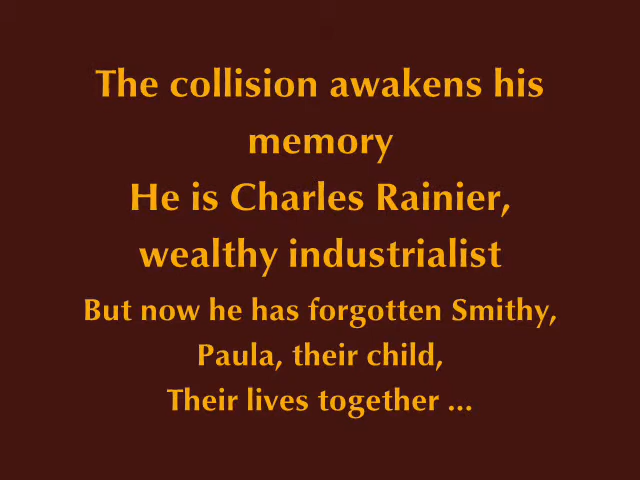 The collision awakens his
memory
He is Charles Rainier,
wealthy industrialist
But now he has forgotten Smithy,
Paula, their child,
Their lives together ...